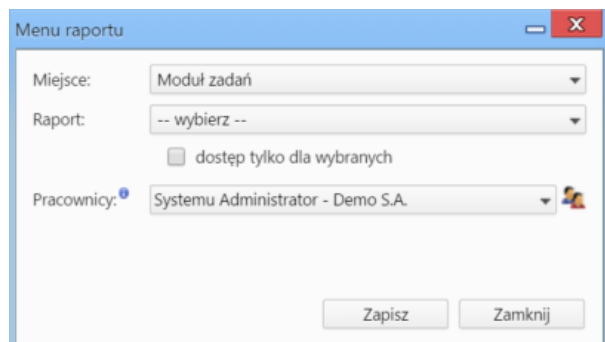 Menu raportu
Miejsce: Moduł zadań
Raport: -- wybierz --
dostęp tylko dla wybranych
Pracownicy: Systemu Administrator - Demo S.A.
Zapisz Zamknij